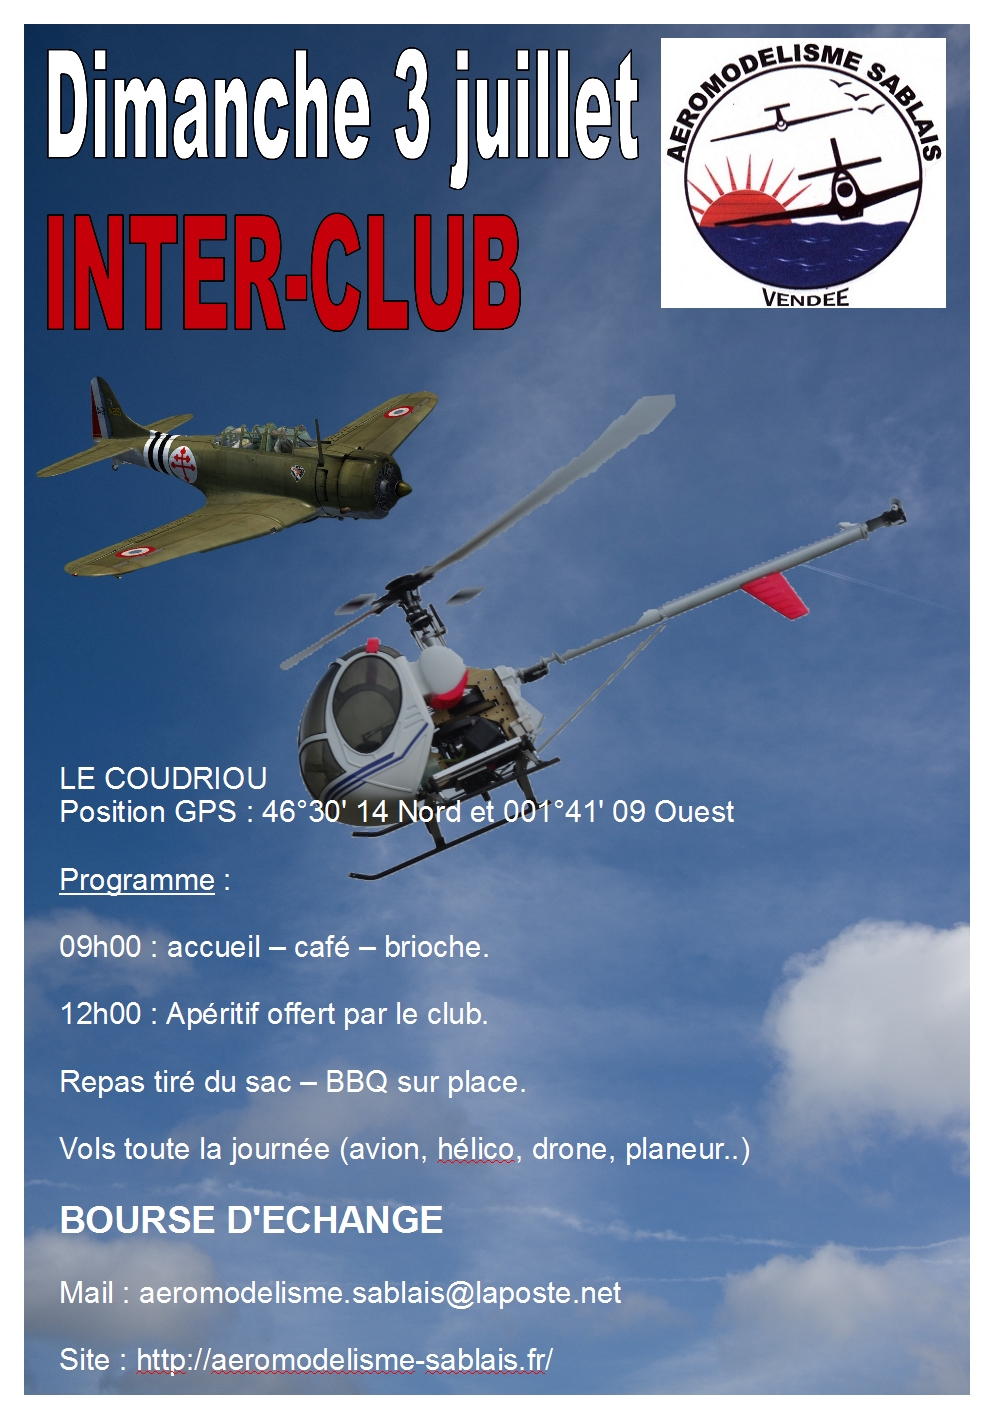 Dimanche 3 juillet
AEROMODELISME SABLAIS
VENDEE
INTER-CLUB
LE COUDRIOU
Position GPS : 46°30' 14 Nord et 001°41' 09 Ouest
Programme :
09h00 : accueil – café – brioche.
12h00 : Apéritif offert par le club.
Repas tiré du sac – BBQ sur place.
Vols toute la journée (avion, hélico, drone, planeur..)
BOURSE D'ECHANGE
Mail : aeromodelisme.sablais@laposte.net
Site : http://aeromodelisme-sablais.fr/